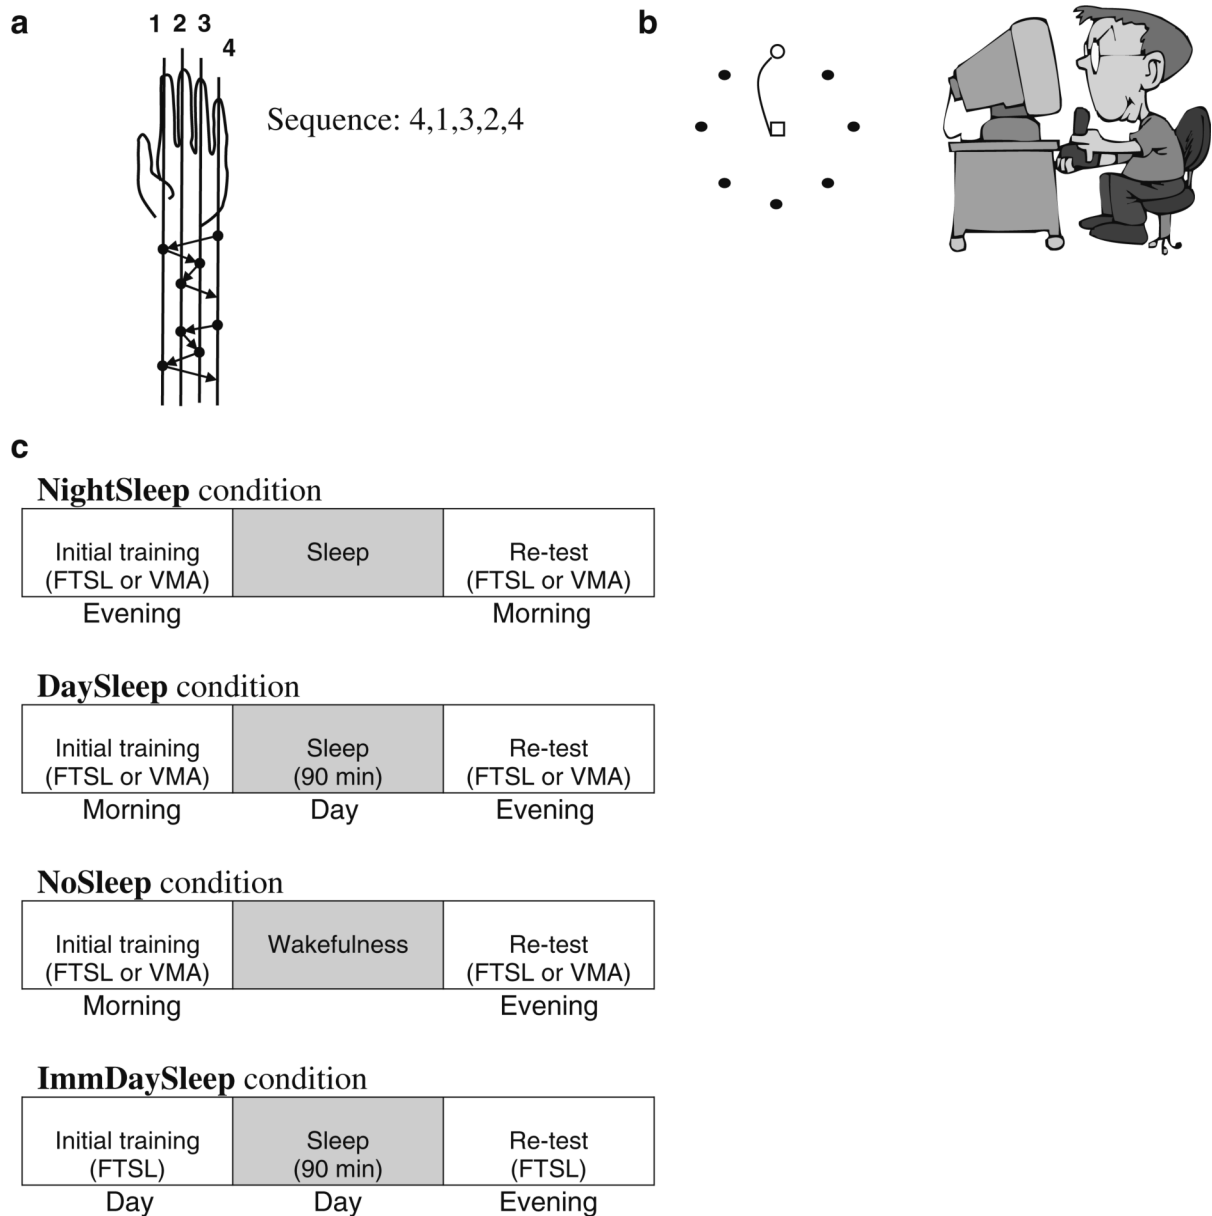 a
1 2 3
4
Sequence: 4,1,3,2,4
b
c
NightSleep condition
Initial training
(FTSL or VMA)
Sleep
Re-test
(FTSL or VMA)
Evening
Morning
DaySleep condition
Initial training
(FTSL or VMA)
Sleep
(90 min)
Re-test
(FTSL or VMA)
Morning
Day
Evening
NoSleep condition
Initial training
(FTSL or VMA)
Wakefulness
Re-test
(FTSL or VMA)
Morning
Evening
ImmDaySleep condition
Initial training
(FTSL)
Sleep
(90 min)
Re-test
(FTSL)
Day
Day
Evening